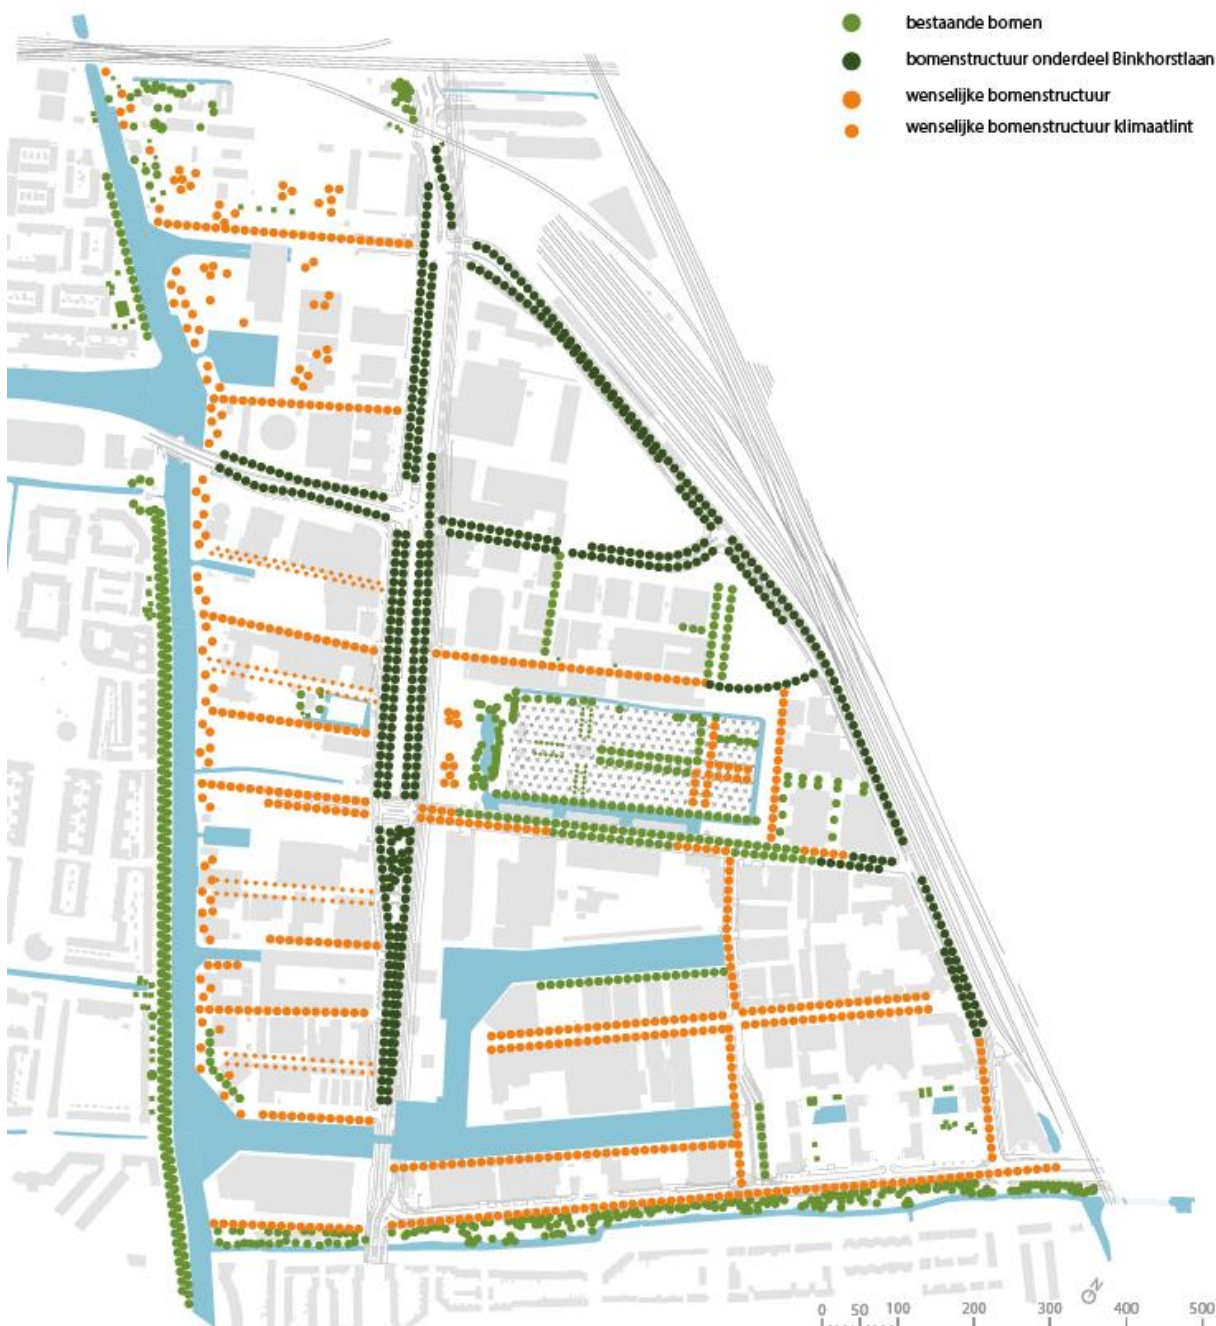 bestaande bomen
bomenstructuur onderdeel Binkhorstlaan
wenselijke bomenstructuur
wenselijke bomenstructuur klimaatlint
N
0 50 100 200 300 400 500